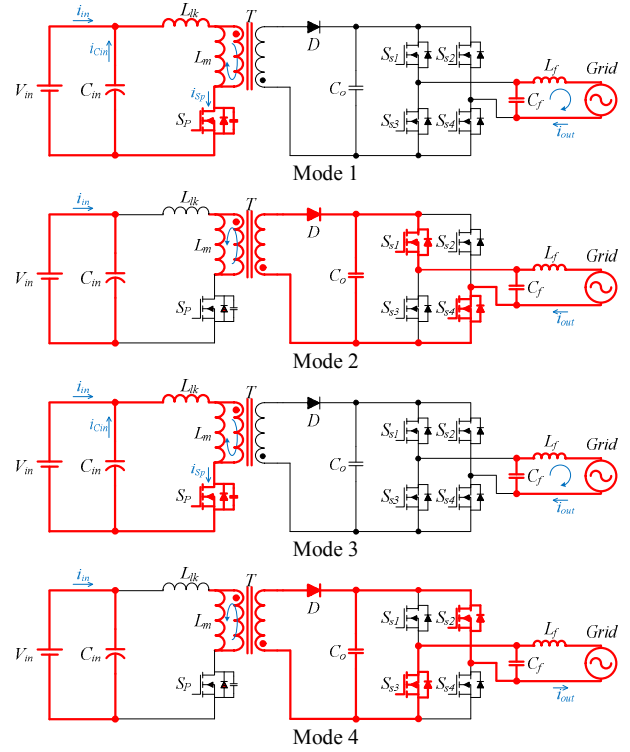 i_in L_lk T
i_Cin L_m D S_s1 S_s2 L_f Grid
V_in C_in i_Sp C_o C_f
S_P S_s3 S_s4 i_out
Mode 1
i_in L_lk T
L_m D S_s1 S_s2 L_f Grid
V_in C_in C_o C_f
S_P S_s3 S_s4 i_out
Mode 2
i_in L_lk T
i_Cin L_m D S_s1 S_s2 L_f Grid
V_in C_in i_Sp C_o C_f
S_P S_s3 S_s4 i_out
Mode 3
i_in L_lk T
L_m D S_s1 S_s2 L_f Grid
V_in C_in C_o C_f
S_P S_s3 S_s4 i_out
Mode 4